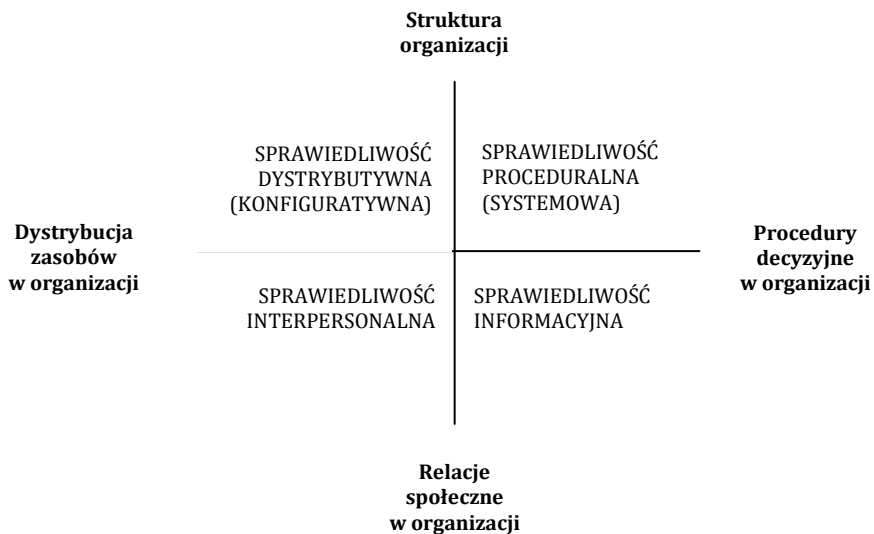 Struktura
organizacji
SPRAWIEDLIWOŚĆ
DYSTRYBUTYWNA
(KONFIGURATYWNA)
SPRAWIEDLIWOŚĆ
PROCEDURALNA
(SYSTEMOWA)
Dystrybucja
zasobów
w organizacji
Procedury
decyzyjne
w organizacji
SPRAWIEDLIWOŚĆ
INTERPERSONALNA
SPRAWIEDLIWOŚĆ
INFORMACYJNA
Relacje
społeczne
w organizacji